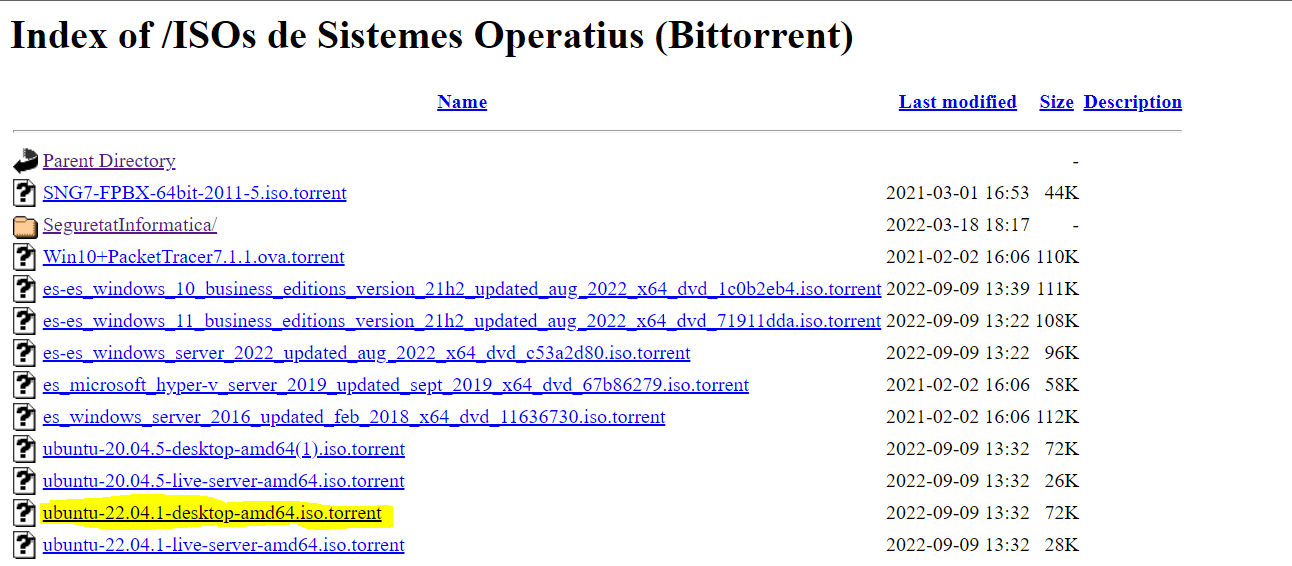 Index of /ISOs de Sistemes Operatius (Bittorrent)
Name Last modified Size Description
Parent Directory -
SNG7-FPBX-64bit-2011-5.iso.torrent 2021-03-01 16:53 44K
SeguretatInformatica/ 2022-03-18 18:17 -
Win10+PacketTracer7.1.1.ova.torrent 2021-02-02 16:06 110K
es-es_windows_10_business_editions_version_21h2_updated_aug_2022_x64_dvd_1c0b2eb4.iso.torrent 2022-09-09 13:39 111K
es-es_windows_11_business_editions_version_21h2_updated_aug_2022_x64_dvd_71911dda.iso.torrent 2022-09-09 13:22 108K
es-es_windows_server_2022_updated_aug_2022_x64_dvd_c53a2d80.iso.torrent 2022-09-09 13:22 96K
es_microsoft_hyper-v_server_2019_updated_sept_2019_x64_dvd_67b86279.iso.torrent 2021-02-02 16:06 58K
es_windows_server_2016_updated_feb_2018_x64_dvd_11636730.iso.torrent 2021-02-02 16:06 112K
ubuntu-20.04.5-desktop-amd64(1).iso.torrent 2022-09-09 13:32 72K
ubuntu-20.04.5-live-server-amd64.iso.torrent 2022-09-09 13:32 26K
ubuntu-22.04.1-desktop-amd64.iso.torrent 2022-09-09 13:32 72K
ubuntu-22.04.1-live-server-amd64.iso.torrent 2022-09-09 13:32 28K